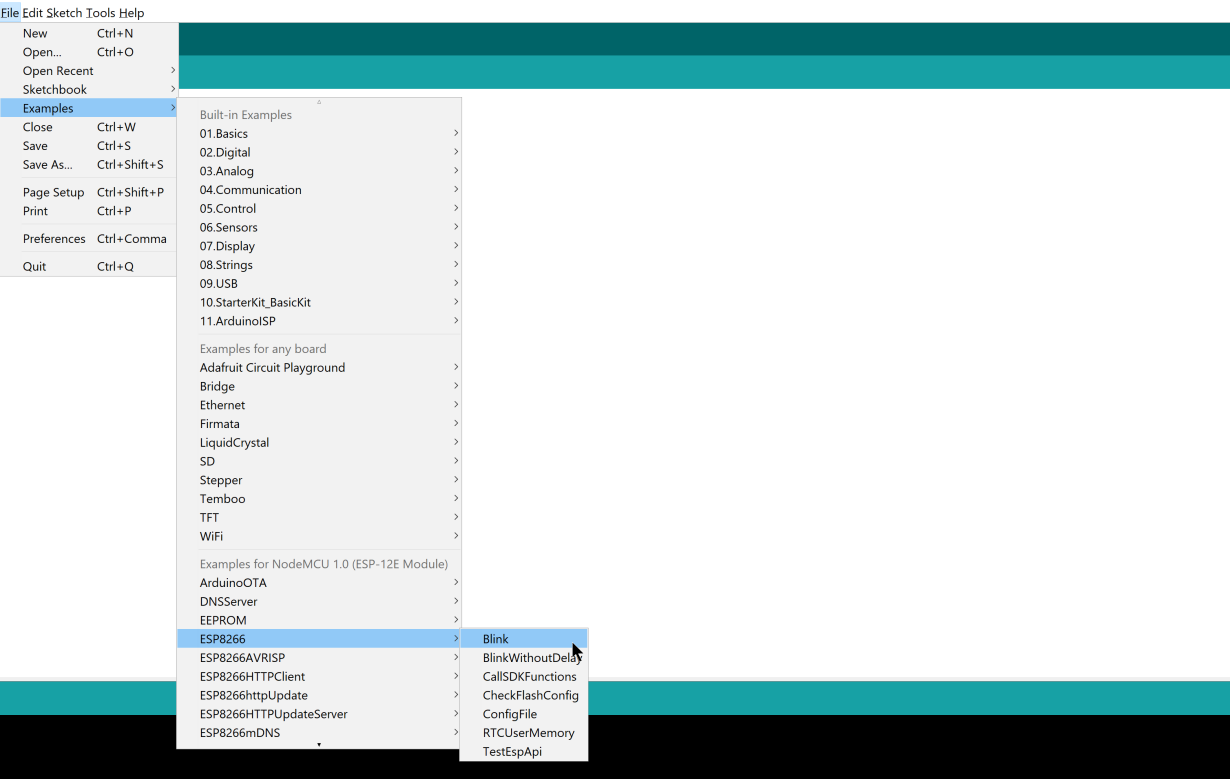 File Edit Sketch Tools Help
New Ctrl+N
Open... Ctrl+O
Open Recent
Sketchbook
Examples
Close Ctrl+W
Save Ctrl+S
Save As... Ctrl+Shift+S
Page Setup Ctrl+Shift+P
Print Ctrl+P
Preferences Ctrl+Comma
Quit Ctrl+Q
Built-in Examples
01.Basics
02.Digital
03.Analog
04.Communication
05.Control
06.Sensors
07.Display
08.Strings
09.USB
10.StarterKit_BasicKit
11.ArduinoISP
Examples for any board
Adafruit Circuit Playground
Bridge
Ethernet
Firmata
LiquidCrystal
SD
Stepper
Temboo
TFT
WiFi
Examples for NodeMCU 1.0 (ESP-12E Module)
ArduinoOTA
DNSServer
EEPROM
ESP8266
ESP8266AVRISP
ESP8266HTTPClient
ESP8266httpUpdate
ESP8266HTTPUpdateServer
ESP8266mDNS
Blink
BlinkWithoutDelay
CallSDKFunctions
CheckFlashConfig
ConfigFile
RTCUserMemory
TestEspApi